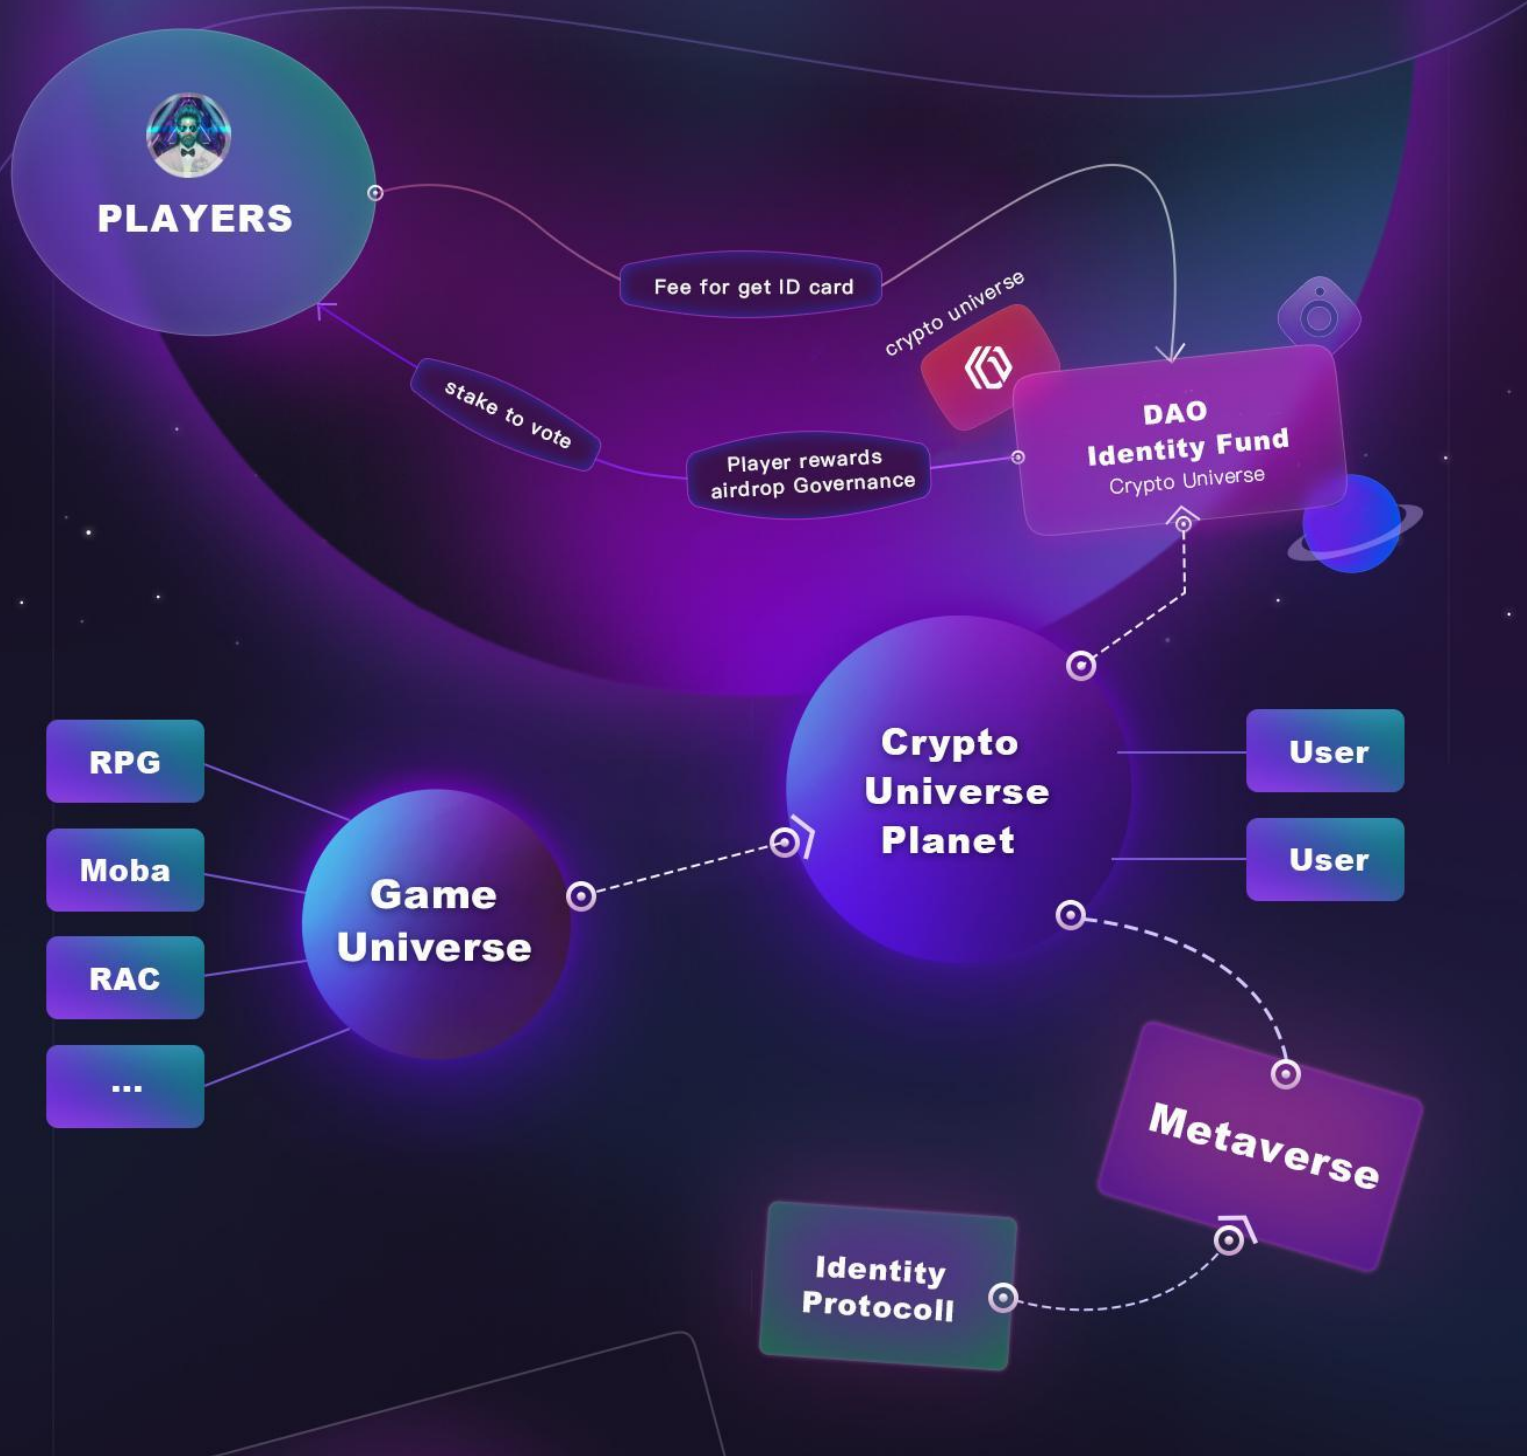 PLAYERS
Fee for get ID card
crypto universe
stake to vote
Player rewards
airdrop Governance
DAO
Identity Fund
Crypto Universe
RPG
Moba
RAC
...
Game
Universe
Crypto
Universe
Planet
User
User
Metaverse
Identity
Protocoll